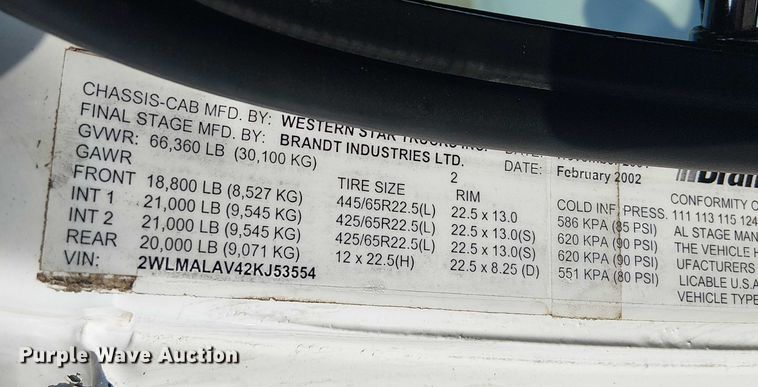 CHASSIS-CAB MFD. BY: WESTERN STAR TRUCKS INC. DATE:
FINAL STAGE MFD. BY: BRANDT INDUSTRIES LTD. DATE: February 2002
GVWR: 66,360 LB (30,100 KG) 2
GAWR TIRE SIZE RIM COLD INF. PRESS.
FRONT 18,800 LB (8,527 KG) 445/65R22.5(L) 22.5 x 13.0 586 KPA (85 PSI)
INT 1 21,000 LB (9,545 KG) 425/65R22.5(L) 22.5 x 13.0(S) 620 KPA (90 PSI)
INT 2 21,000 LB (9,545 KG) 425/65R22.5(L) 22.5 x 13.0(S) 620 KPA (90 PSI)
REAR 20,000 LB (9,071 KG) 12 x 22.5(H) 22.5 x 8.25 (D) 551 KPA (80 PSI)
VIN: 2WLMALAV42KJ53554
CONFORMITY
111 113 115 124
AL STAGE MAN
THE VEHICLE
UFACTURERS
LICABLE U.S.A
VEHICLE TYPE
Purple Wave Auction